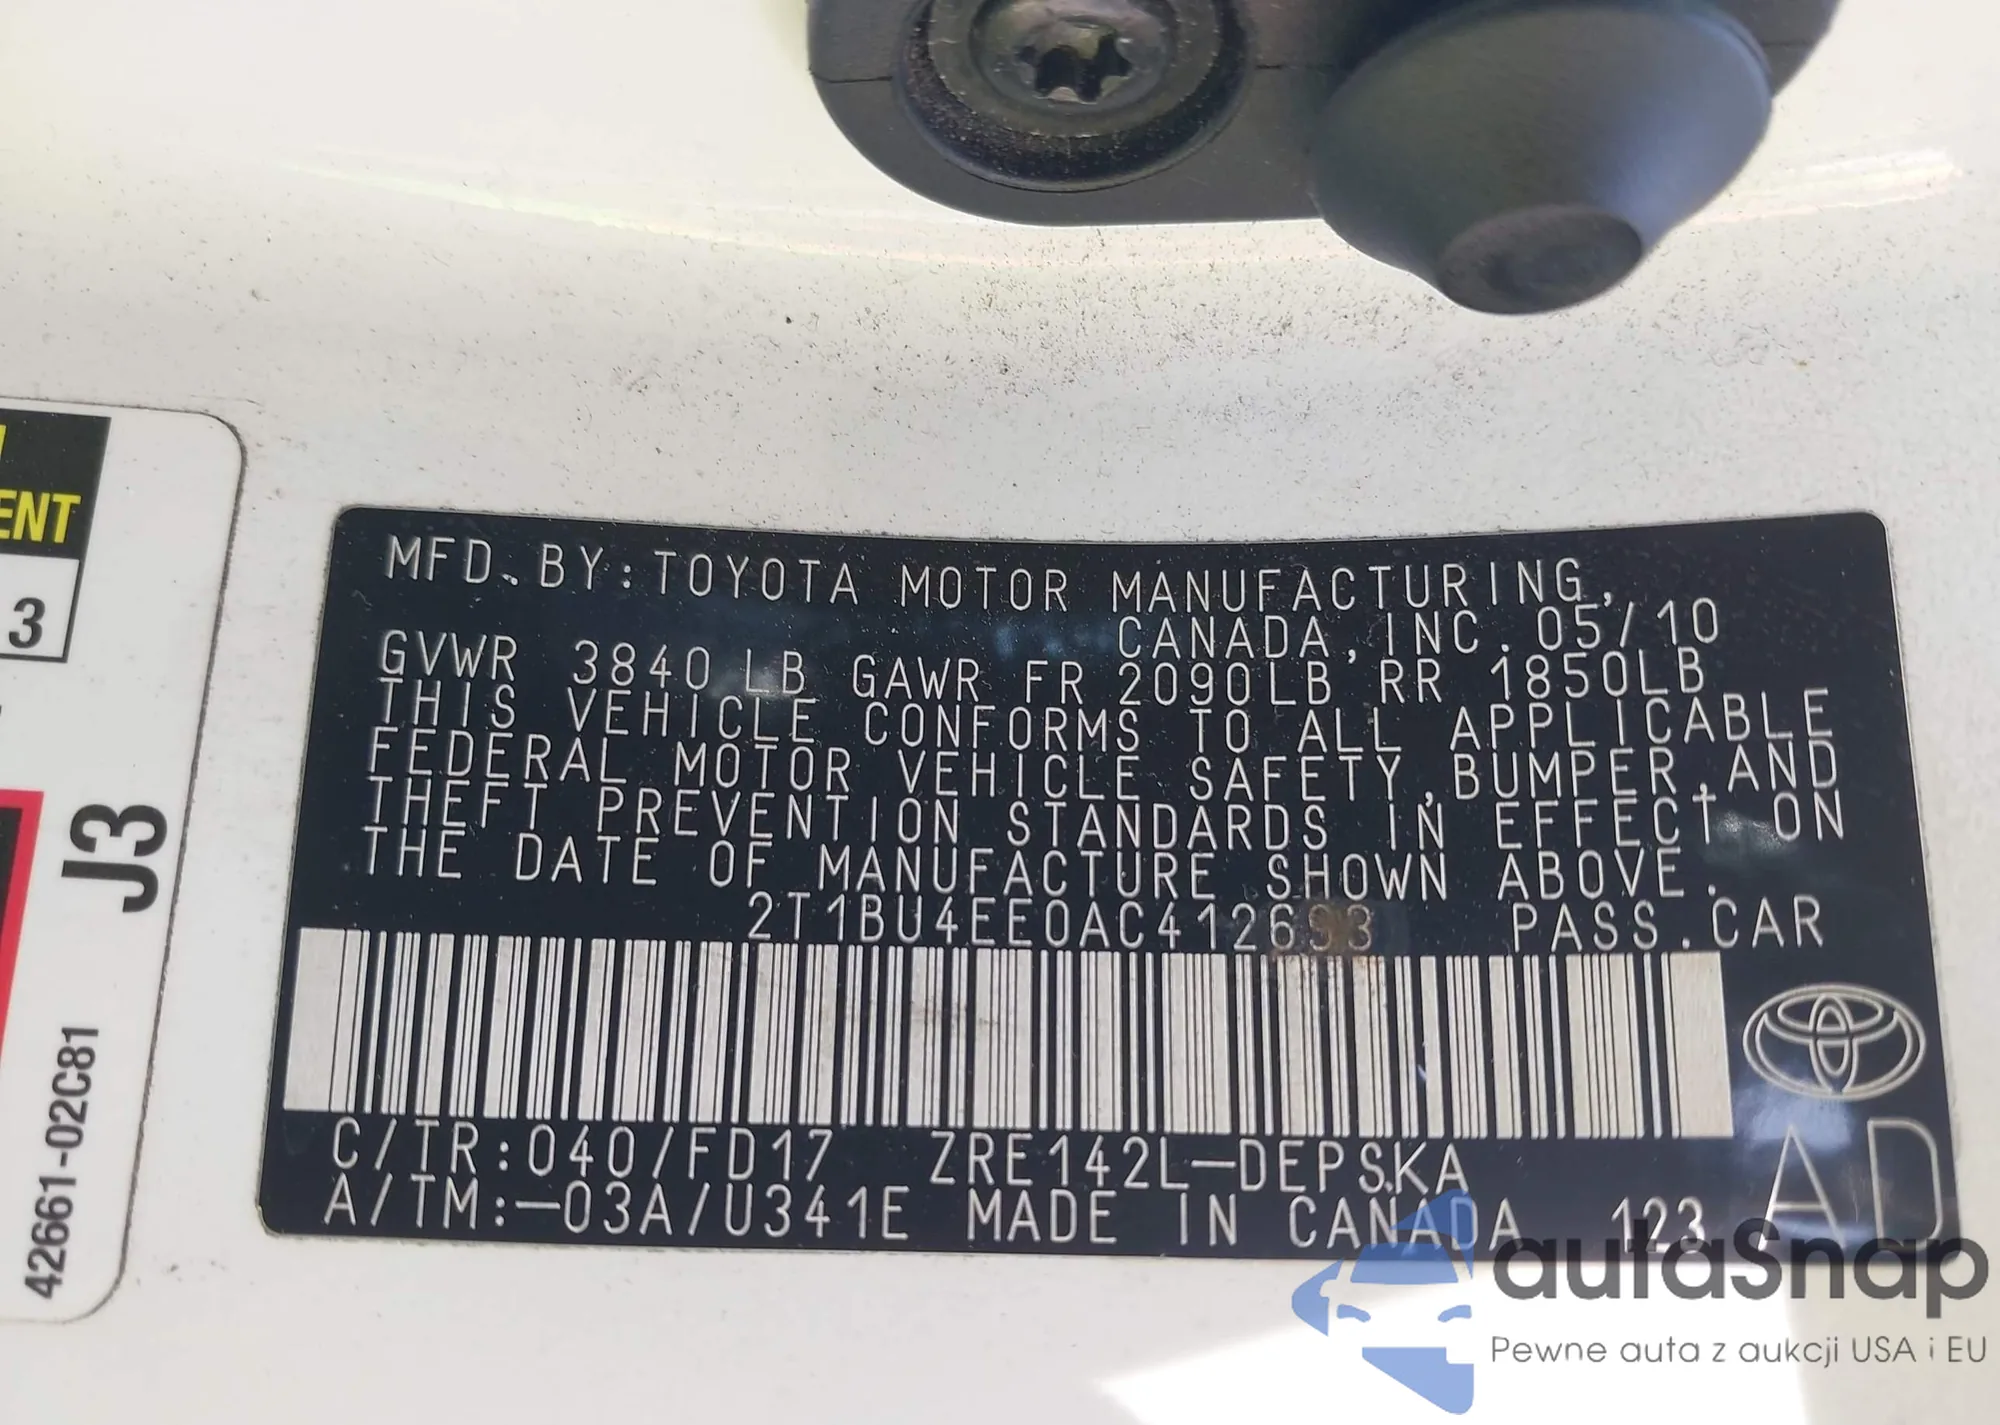 MFD. BY: TOYOTA MOTOR MANUFACTURING,
CANADA, INC. 05/10
GVWR 3840 LB GAWR FR 2090LB RR 1850LB
THIS VEHICLE CONFORMS TO ALL APPLICABLE
FEDERAL MOTOR VEHICLE SAFETY, BUMPER, AND
THEFT PREVENTION STANDARDS IN EFFECT ON
THE DATE OF MANUFACTURE SHOWN ABOVE.
2T1BU4EE0AC412693 PASS. CAR
C/TR: 040/FD17 ZRE142L-DEPSKA
A/TM:-03A/U341E MADE IN CANADA 123
AD
ENT
3
J3
42661-02C81
autaSnap
Pewne auta z aukcji USA i EU